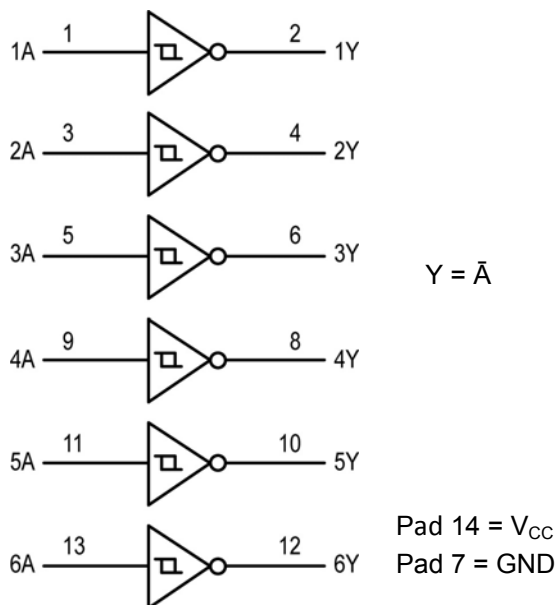 1A 1 2 1Y
2A 3 4 2Y
3A 5 6 3Y
Y = Ā
4A 9 8 4Y
5A 11 10 5Y
Pad 14 = VCC
6A 13 12 6Y
Pad 7 = GND